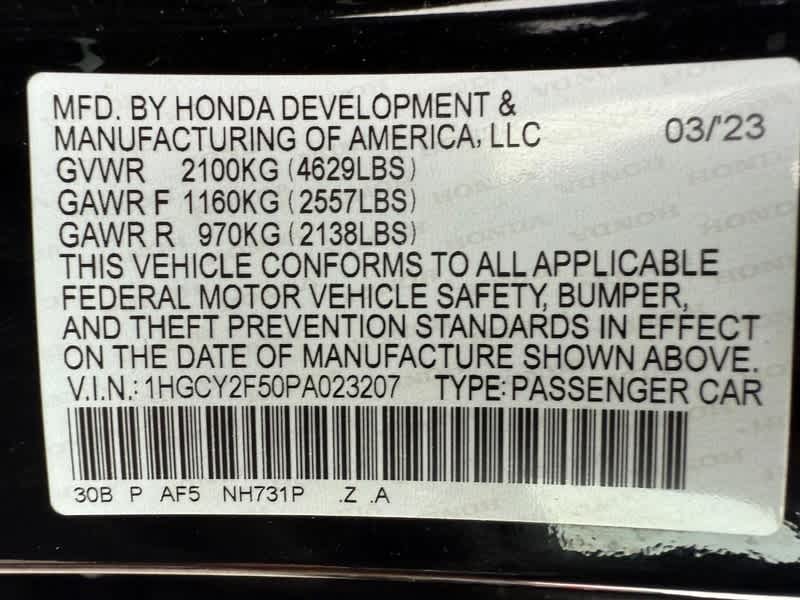 MFD. BY HONDA DEVELOPMENT &
MANUFACTURING OF AMERICA, LLC 03/'23
GVWR 2100KG (4629LBS)
GAWR F 1160KG (2557LBS)
GAWR R 970KG (2138LBS)
THIS VEHICLE CONFORMS TO ALL APPLICABLE
FEDERAL MOTOR VEHICLE SAFETY, BUMPER,
AND THEFT PREVENTION STANDARDS IN EFFECT
ON THE DATE OF MANUFACTURE SHOWN ABOVE.
V.I.N.: 1HGCY2F50PA023207 TYPE: PASSENGER CAR
30B P AF5 NH731P .Z .A